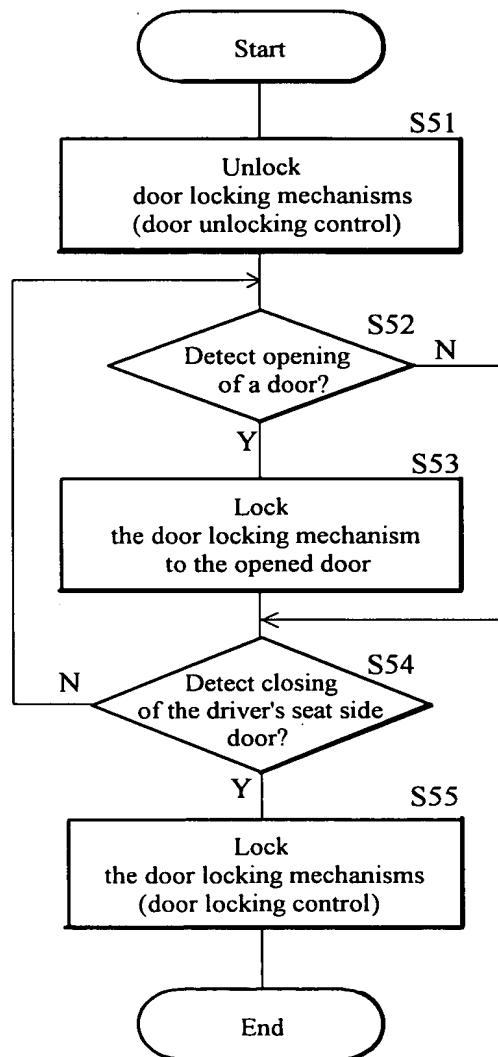 Start
S51
Unlock
door locking mechanisms
(door unlocking control)
S52
Detect opening
of a door?
N
Y
S53
Lock
the door locking mechanism
to the opened door
S54
Detect closing
of the driver's seat side
door?
N
Y
S55
Lock
the door locking mechanisms
(door locking control)
End